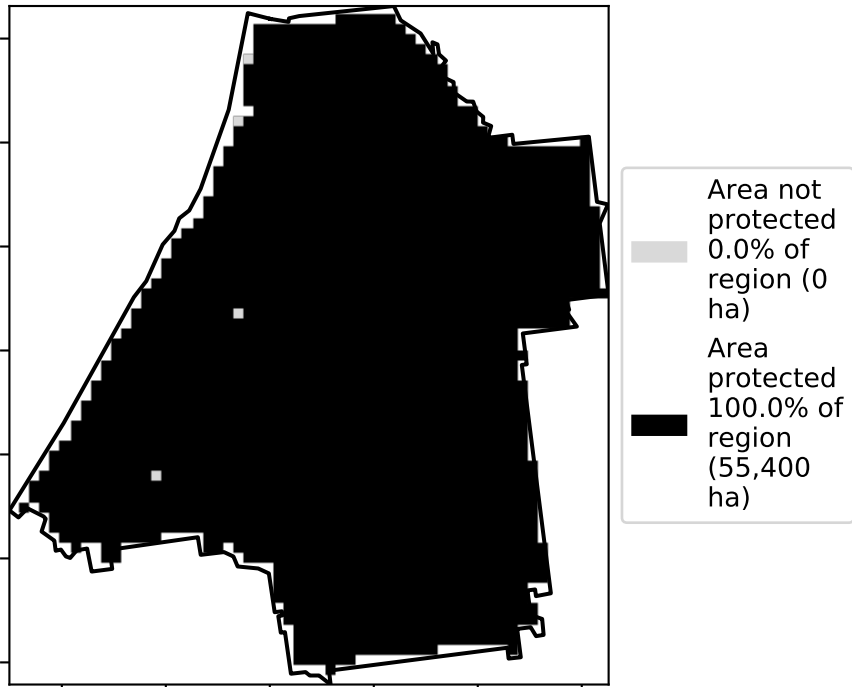 Area not
protected
0.0% of
region (0
ha)
Area
protected
100.0% of
region
(55,400
ha)